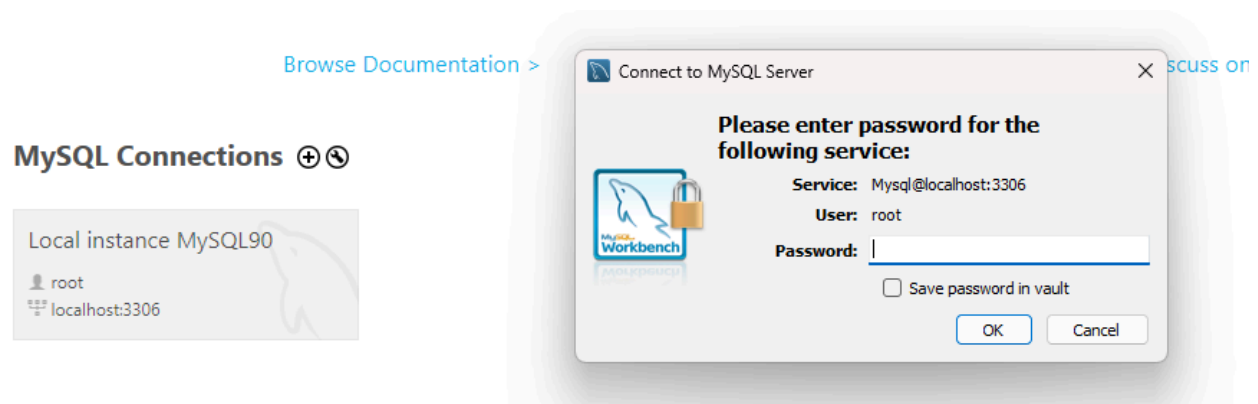 Browse Documentation >
scuss on
MySQL Connections
Local instance MySQL90
root
localhost:3306
Connect to MySQL Server
Please enter password for the
following service:
Service: Mysql@localhost:3306
User: root
Password:
MySQL
Workbench
Save password in vault
OK
Cancel